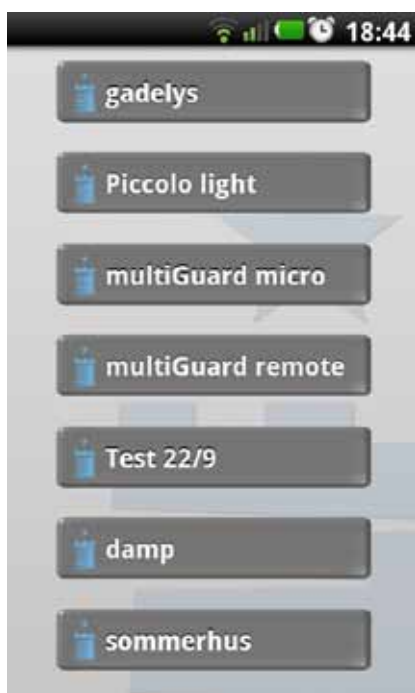 18:44
gadelys
Piccolo light
multiGuard micro
multiGuard remote
Test 22/9
damp
sommerhus